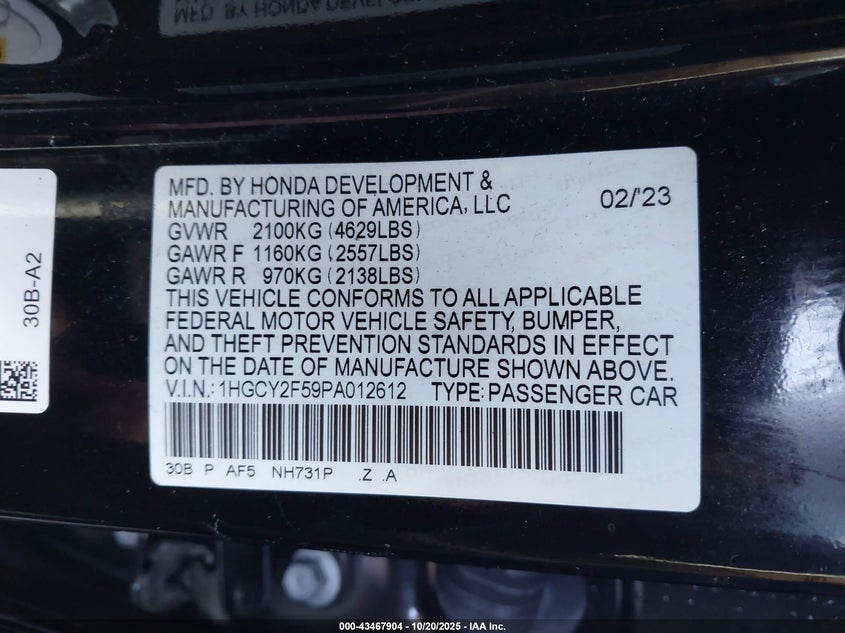 MFD. BY HONDA DEVELOPMENT &
MANUFACTURING OF AMERICA, LLC 02/'23
GVWR 2100KG (4629LBS)
GAWR F 1160KG (2557LBS)
GAWR R 970KG (2138LBS)
THIS VEHICLE CONFORMS TO ALL APPLICABLE
FEDERAL MOTOR VEHICLE SAFETY, BUMPER,
AND THEFT PREVENTION STANDARDS IN EFFECT
ON THE DATE OF MANUFACTURE SHOWN ABOVE.
V.I.N.: 1HGCY2F59PA012612 TYPE: PASSENGER CAR
30B P AF5 NH731P .Z .A
30B-A2
000-43467904 - 10/20/2025 - IAA Inc.